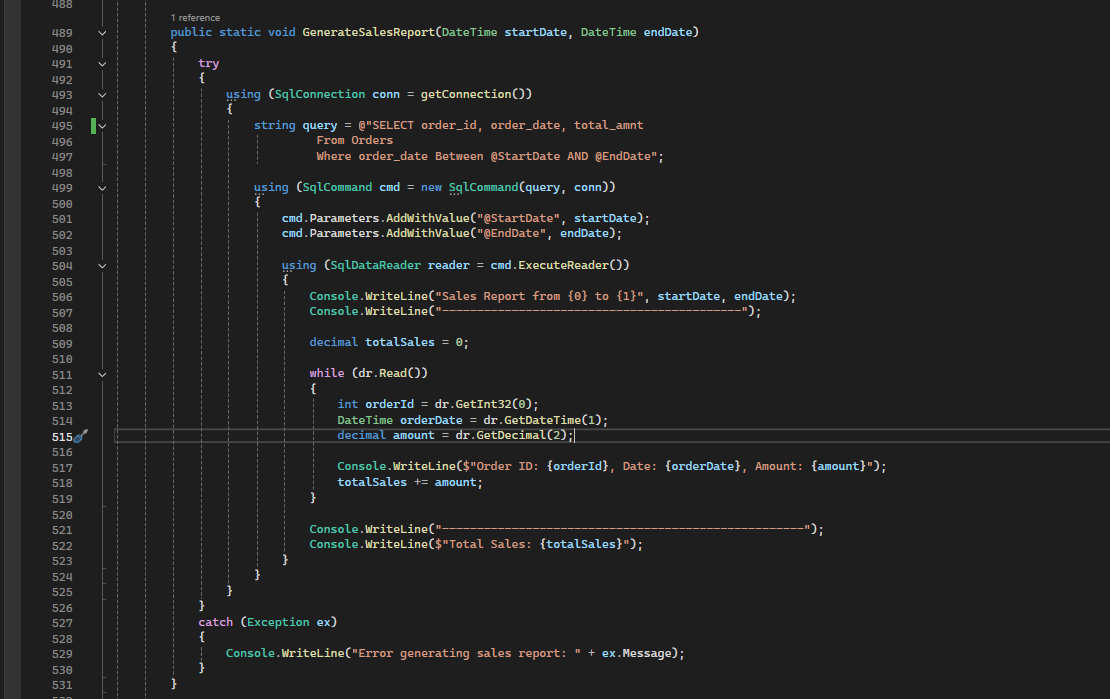 488
1 reference
489 public static void GenerateSalesReport(DateTime startDate, DateTime endDate)
490 {
491 try
492 {
493 using (SqlConnection conn = getConnection())
494 {
495 string query = @"SELECT order_id, order_date, total_amnt
496 From Orders
497 Where order_date Between @StartDate AND @EndDate";
498
499 using (SqlCommand cmd = new SqlCommand(query, conn))
500 {
501 cmd.Parameters.AddWithValue("@StartDate", startDate);
502 cmd.Parameters.AddWithValue("@EndDate", endDate);
503
504 using (SqlDataReader reader = cmd.ExecuteReader())
505 {
506 Console.WriteLine("Sales Report from {0} to {1}", startDate, endDate);
507 Console.WriteLine("-------------------------------------------");
508
509 decimal totalSales = 0;
510
511 while (dr.Read())
512 {
513 int orderId = dr.GetInt32(0);
514 DateTime orderDate = dr.GetDateTime(1);
515 decimal amount = dr.GetDecimal(2);
516
517 Console.WriteLine($"Order ID: {orderId}, Date: {orderDate}, Amount: {amount}");
518 totalSales += amount;
519 }
520
521 Console.WriteLine("----------------------------------------------------");
522 Console.WriteLine($"Total Sales: {totalSales}");
523 }
524 }
525 }
526 }
527 catch (Exception ex)
528 {
529 Console.WriteLine("Error generating sales report: " + ex.Message);
530 }
531 }